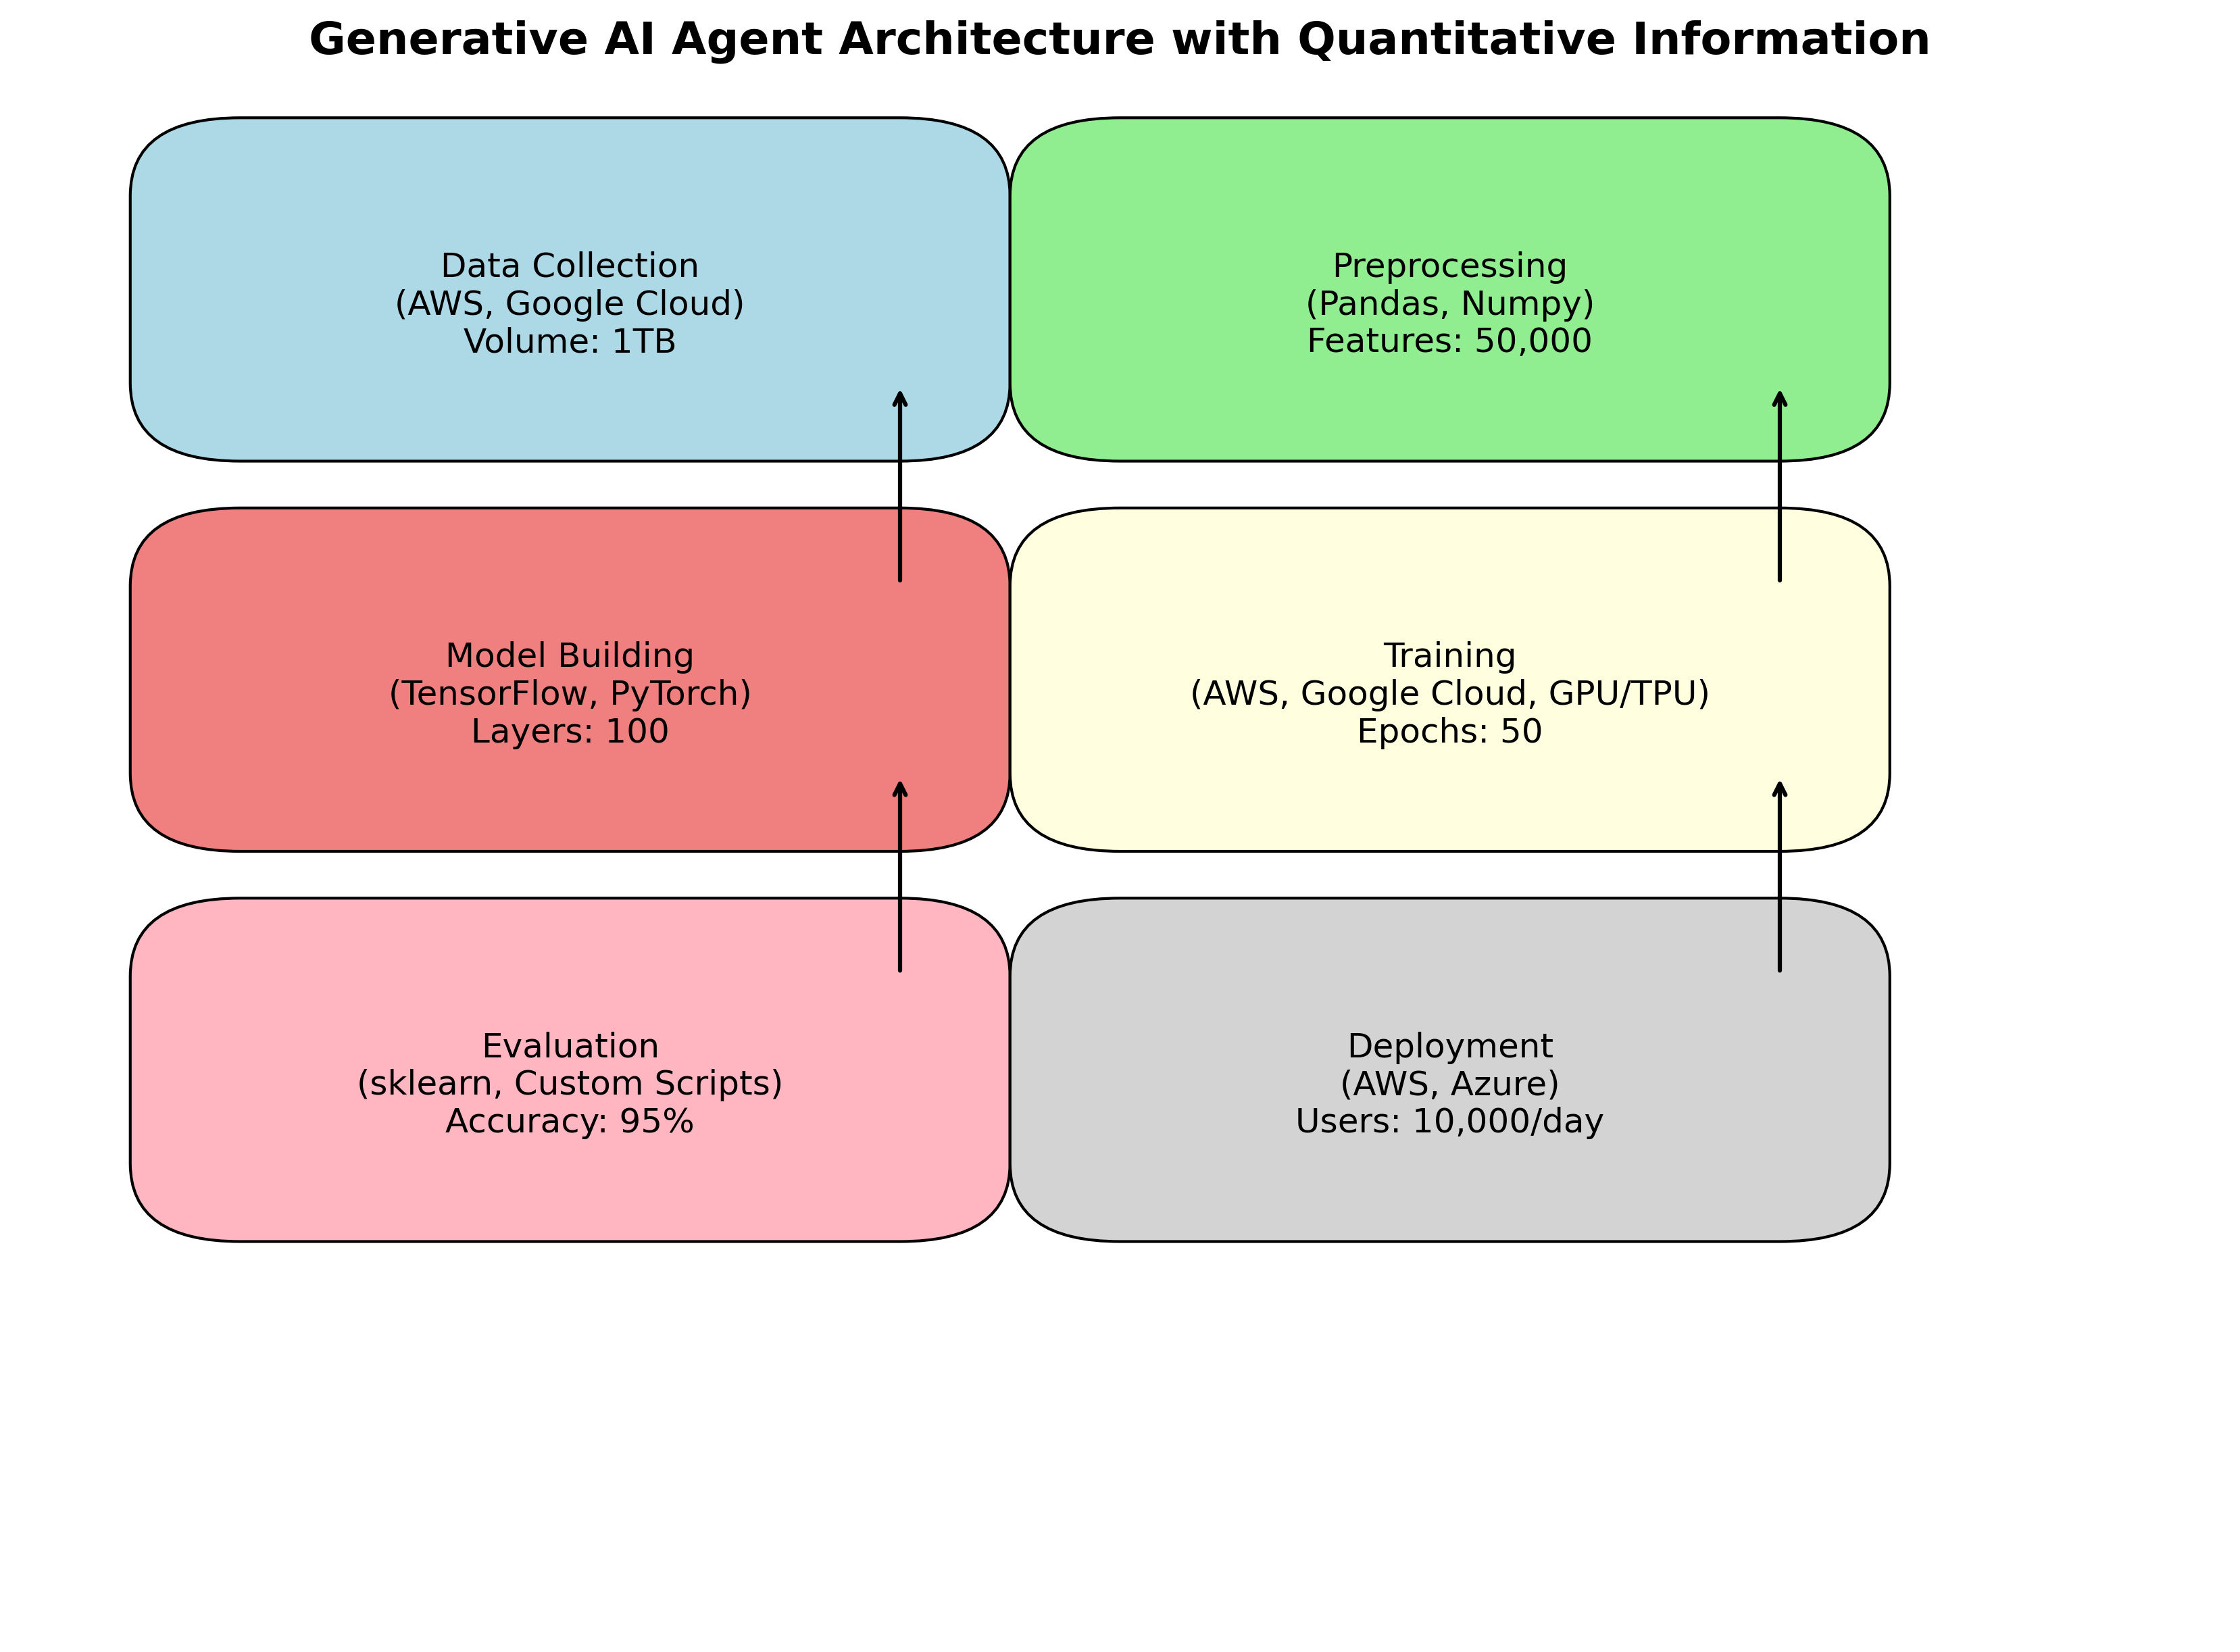 Generative AI Agent Architecture with Quantitative Information
Data Collection
(AWS, Google Cloud)
Volume: 1TB
Preprocessing
(Pandas, Numpy)
Features: 50,000
Model Building
(TensorFlow, PyTorch)
Layers: 100
Training
(AWS, Google Cloud, GPU/TPU)
Epochs: 50
Evaluation
(sklearn, Custom Scripts)
Accuracy: 95%
Deployment
(AWS, Azure)
Users: 10,000/day